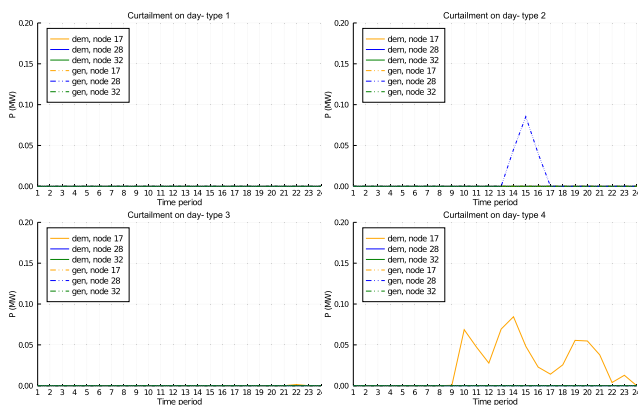 Curtailment on day- type 1
0.20
0.15
0.10
0.05
0.00
P (MW)
dem, node 17
dem, node 28
dem, node 32
gen, node 17
gen, node 28
gen, node 32
1 2 3 4 5 6 7 8 9 10 11 12 13 14 15 16 17 18 19 20 21 22 23 24
Time period
Curtailment on day- type 2
0.20
0.15
0.10
0.05
0.00
P (MW)
dem, node 17
dem, node 28
dem, node 32
gen, node 17
gen, node 28
gen, node 32
1 2 3 4 5 6 7 8 9 10 11 12 13 14 15 16 17 18 19 20 21 22 23 24
Time period
Curtailment on day- type 3
0.20
0.15
0.10
0.05
0.00
P (MW)
dem, node 17
dem, node 28
dem, node 32
gen, node 17
gen, node 28
gen, node 32
1 2 3 4 5 6 7 8 9 10 11 12 13 14 15 16 17 18 19 20 21 22 23 24
Time period
Curtailment on day- type 4
0.20
0.15
0.10
0.05
0.00
P (MW)
dem, node 17
dem, node 28
dem, node 32
gen, node 17
gen, node 28
gen, node 32
1 2 3 4 5 6 7 8 9 10 11 12 13 14 15 16 17 18 19 20 21 22 23 24
Time period